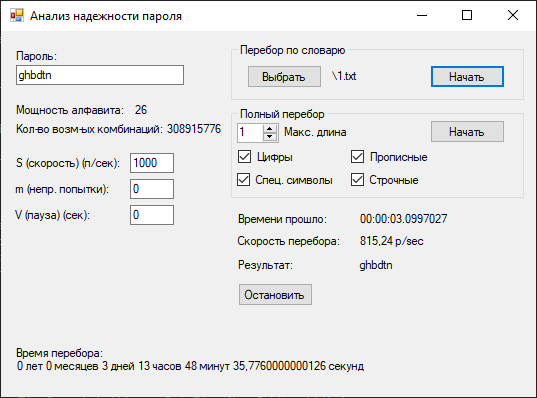 Анализ надежности пароля
Пароль:
ghbdtn
Мощность алфавита: 26
Кол-во возм-ых комбинаций: 308915776
S (скорость) (п/сек): 1000
m (непр. попытки): 0
V (пауза) (сек): 0
Перебор по словарю
Выбрать \1.txt Начать
Полный перебор
1 Макс. длина Начать
Цифры Прописные
Спец. символы Строчные
Времени прошло: 00:00:03.0997027
Скорость перебора: 815,24 p/sec
Результат: ghbdtn
Остановить
Время перебора:
0 лет 0 месяцев 3 дней 13 часов 48 минут 35,7760000000126 секунд